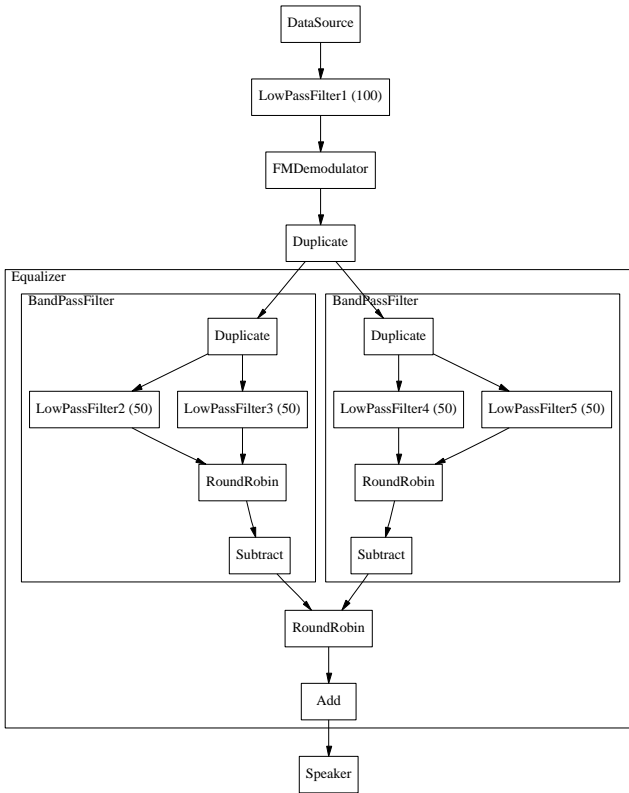 DataSource
LowPassFilter1 (100)
FMDemodulator
Duplicate
Equalizer
BandPassFilter
BandPassFilter
Duplicate
Duplicate
LowPassFilter2 (50)
LowPassFilter3 (50)
LowPassFilter4 (50)
LowPassFilter5 (50)
RoundRobin
RoundRobin
Subtract
Subtract
RoundRobin
Add
Speaker